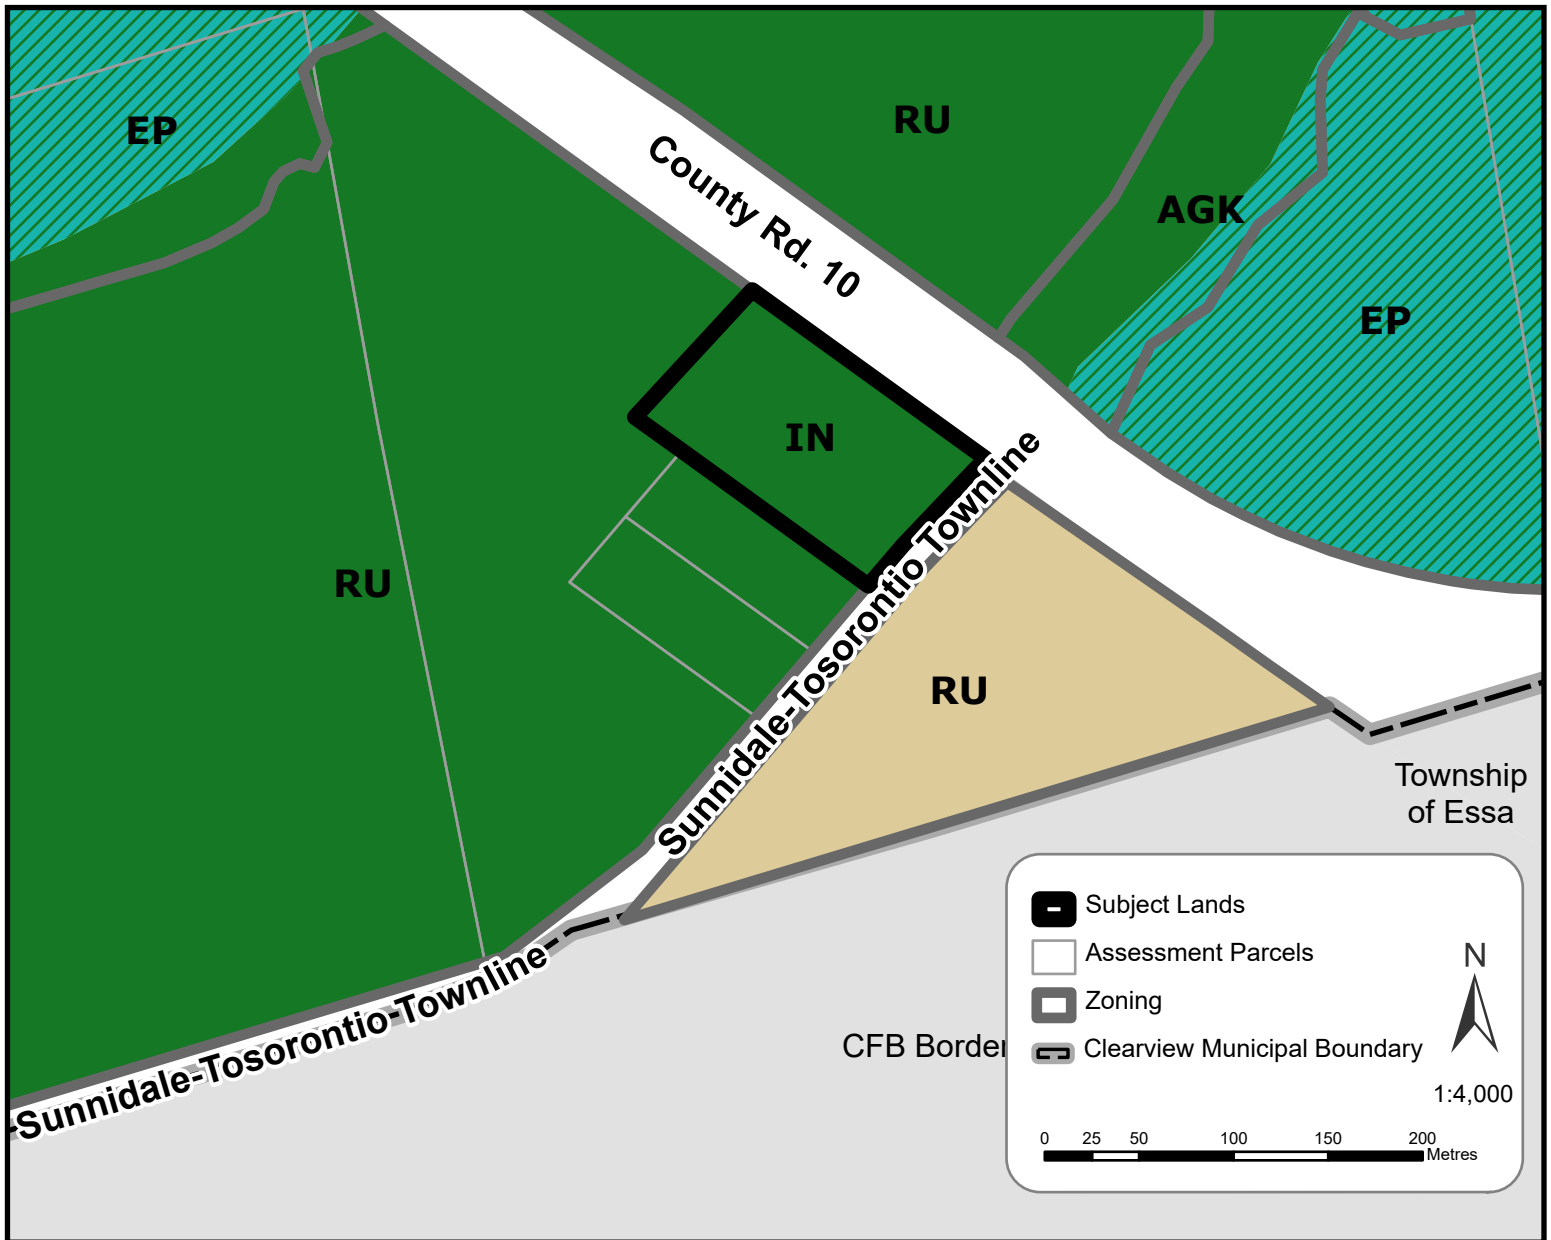 EP
RU
County Rd. 10
AGK
EP
IN
RU
Sunnidale-Tosorontio Townline
RU
Township
of Essa
Sunnidale-Tosorontio-Townline
CFB Border
Subject Lands
Assessment Parcels
Zoning
Clearview Municipal Boundary
N
1:4,000
0 25 50 100 150 200
Metres